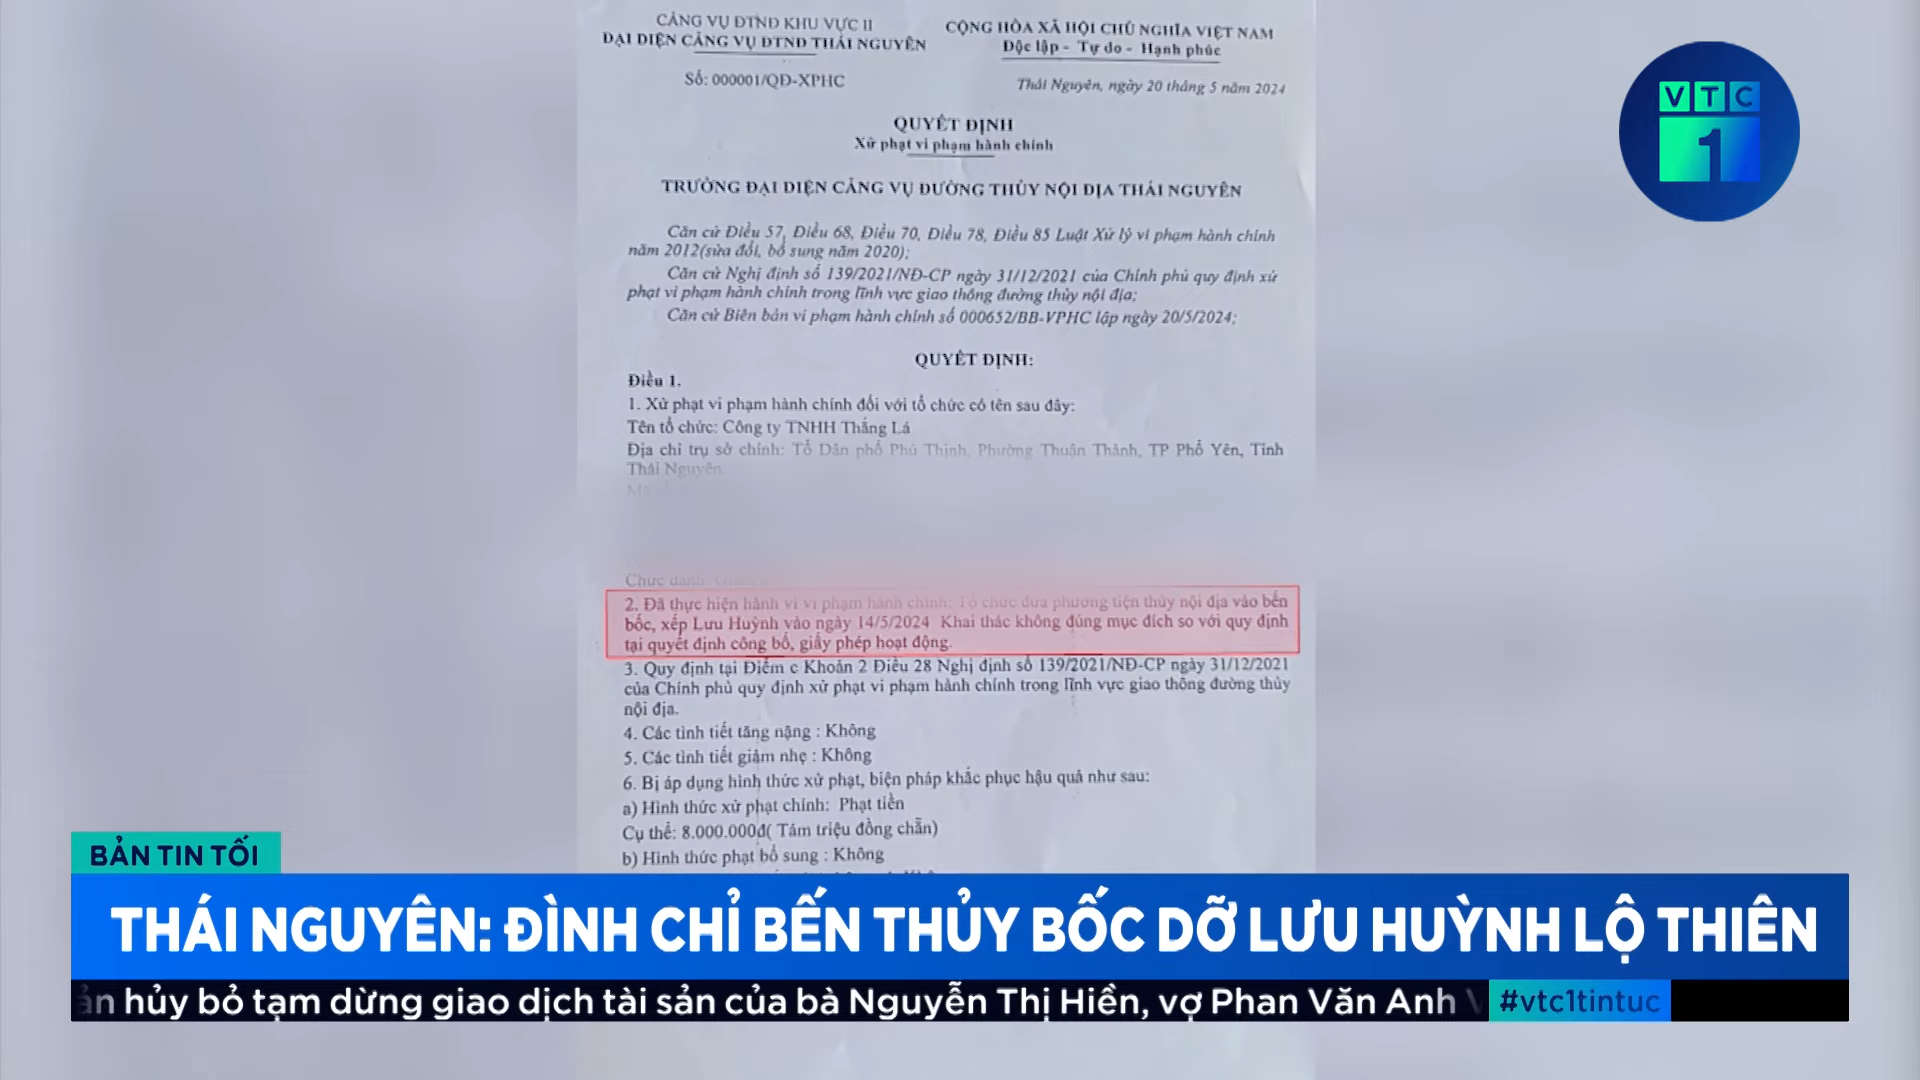 CẢNG VỤ ĐTND KHU VỰC II
ĐẠI DIỆN CẢNG VỤ ĐTND THÁI NGUYÊN
Số: 000001/QĐ-XPHC
CỘNG HÒA XÃ HỘI CHỦ NGHĨA VIỆT NAM
Độc lập - Tự do - Hạnh phúc
Thái Nguyên, ngày 20 tháng 5 năm 2024
VTC
1
QUYẾT ĐỊNH
Xử phạt vi phạm hành chính
TRƯỞNG ĐẠI DIỆN CẢNG VỤ ĐƯỜNG THỦY NỘI ĐỊA THÁI NGUYÊN
Căn cứ Điều 57, Điều 68, Điều 70, Điều 78, Điều 85 Luật Xử lý vi phạm hành chính
năm 2012(sửa đổi, bổ sung năm 2020);
Căn cứ Nghị định số 139/2021/NĐ-CP ngày 31/12/2021 của Chính phủ quy định xử
phạt vi phạm hành chính trong lĩnh vực giao thông đường thủy nội địa;
Căn cứ Biên bản vi phạm hành chính số 000652/BB-VPHC lập ngày 20/5/2024;
QUYẾT ĐỊNH:
Điều 1.
1. Xử phạt vi phạm hành chính đối với tổ chức có tên sau đây:
Tên tổ chức: Công ty TNHH Thắng Lá
Địa chỉ trụ sở chính: Tổ Dân phố Phú Thịnh, Phường Thuận Thành, TP Phổ Yên, Tỉnh
Thái Nguyên
Chức danh:
2. Đã thực hiện hành vi vi phạm hành chính: Tổ chức đưa phương tiện thủy nội địa vào bến
bốc, xếp Lưu Huỳnh vào ngày 14/5/2024 Khai thác không đúng mục đích so với quy định
tại quyết định công bố, giấy phép hoạt động.
3. Quy định tại Điểm c Khoản 2 Điều 28 Nghị định số 139/2021/NĐ-CP ngày 31/12/2021
của Chính phủ quy định xử phạt vi phạm hành chính trong lĩnh vực giao thông đường thủy
nội địa.
4. Các tình tiết tăng nặng : Không
5. Các tình tiết giảm nhẹ : Không
6. Bị áp dụng hình thức xử phạt, biện pháp khắc phục hậu quả như sau:
a) Hình thức xử phạt chính: Phạt tiền
Cụ thể: 8.000.000đ( Tám triệu đồng chẵn)
b) Hình thức phạt bổ sung : Không
BẢN TIN TỐI
THÁI NGUYÊN: ĐÌNH CHỈ BẾN THỦY BỐC DỠ LƯU HUỲNH LỘ THIÊN
hủy bỏ tạm dừng giao dịch tài sản của bà Nguyễn Thị Hiền, vợ Phan Văn Anh
#vtc1tintuc